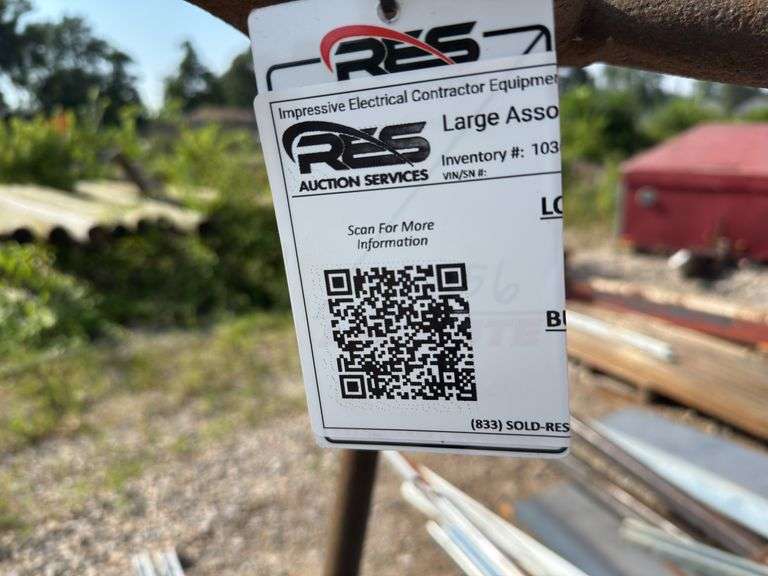 RES
Impressive Electrical Contractor Equipmen
RES
AUCTION SERVICES
Large Asso
Inventory #: 103
VIN/SN #:
LO
Scan For More
Information
56
BU
(833) SOLD-RES